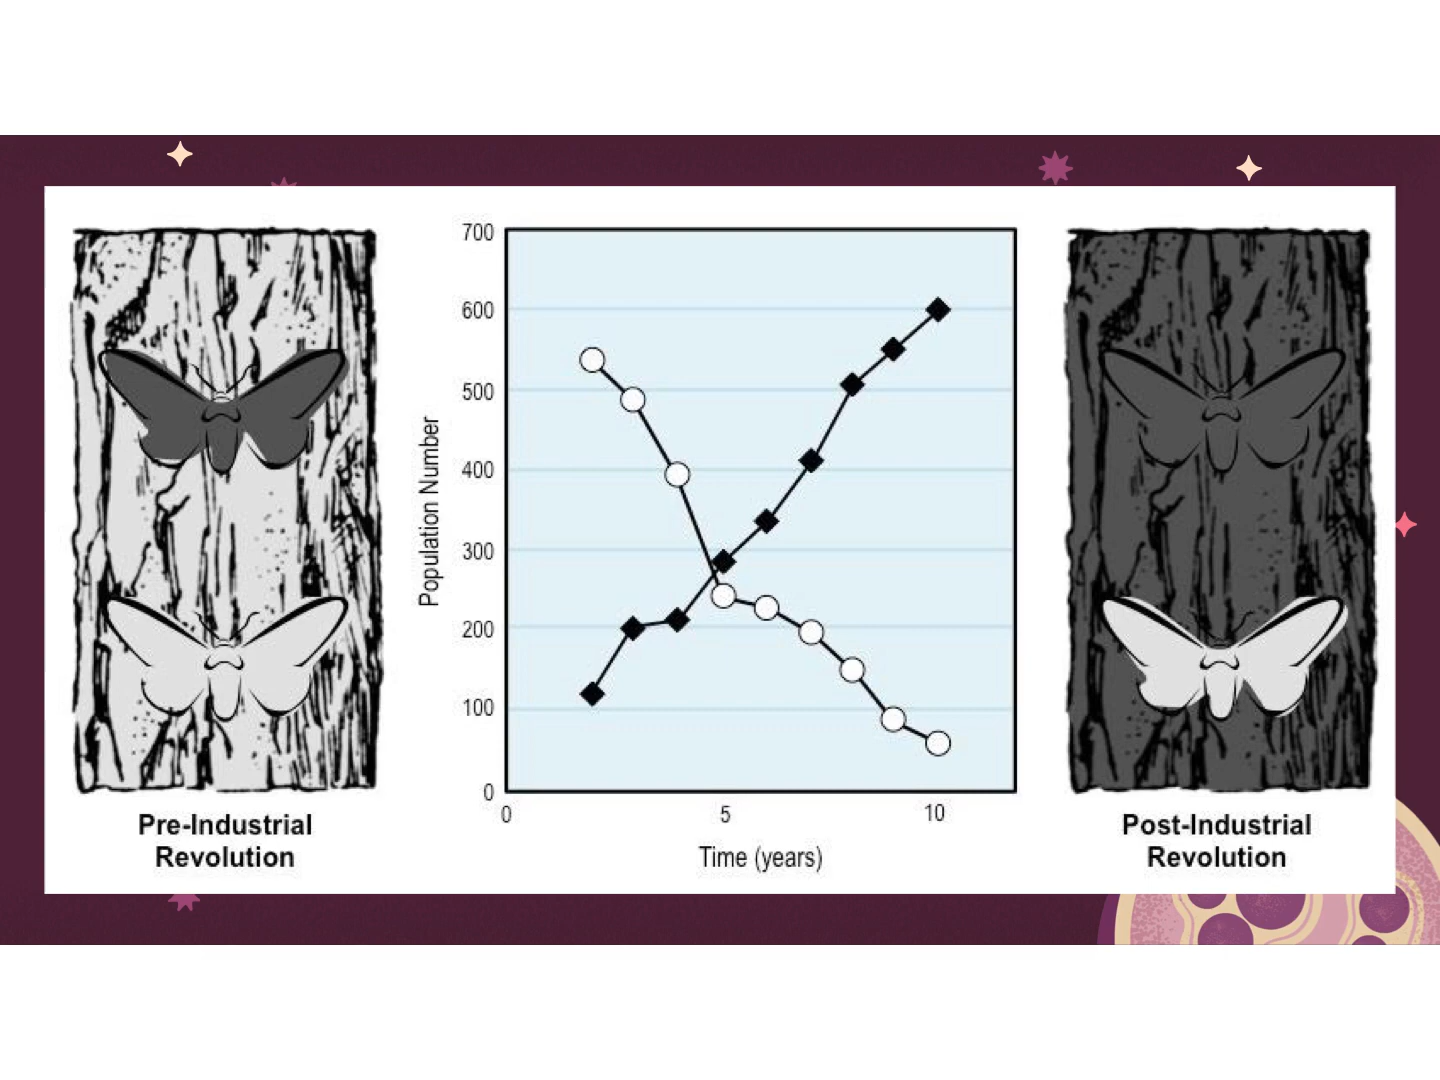 700
600
500
400
300
200
100
0
Population Number
0 5 10
Time (years)
Pre-Industrial
Revolution
Post-Industrial
Revolution